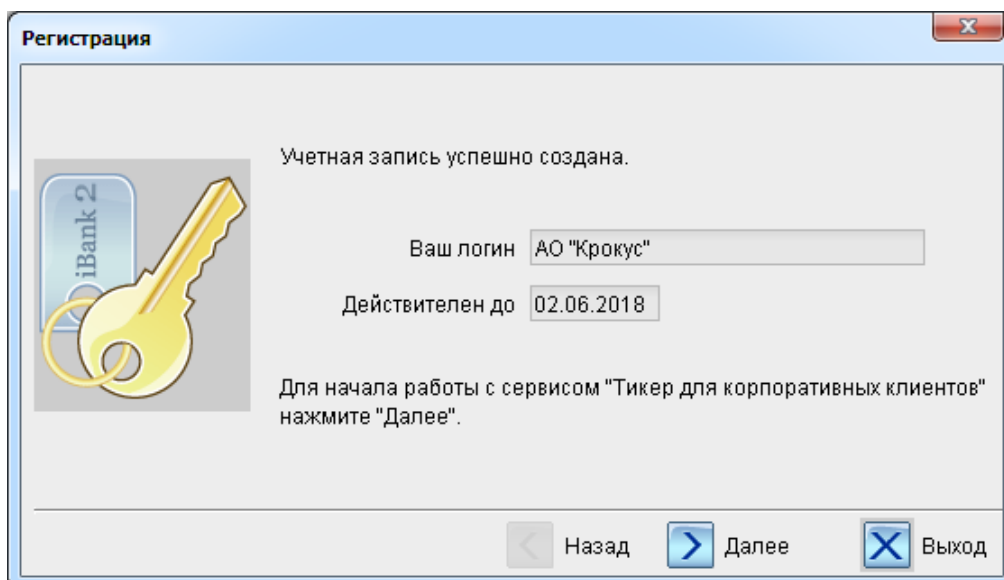 Регистрация
iBank 2
Учетная запись успешно создана.
Ваш логин АО "Крокус"
Действителен до 02.06.2018
Для начала работы с сервисом "Тикер для корпоративных клиентов"
нажмите "Далее".
Назад Далее Выход